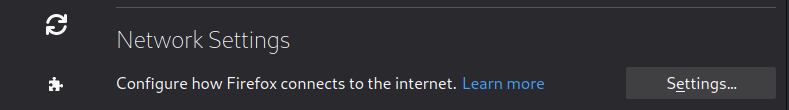 Network Settings
Configure how Firefox connects to the internet. Learn more
Settings...